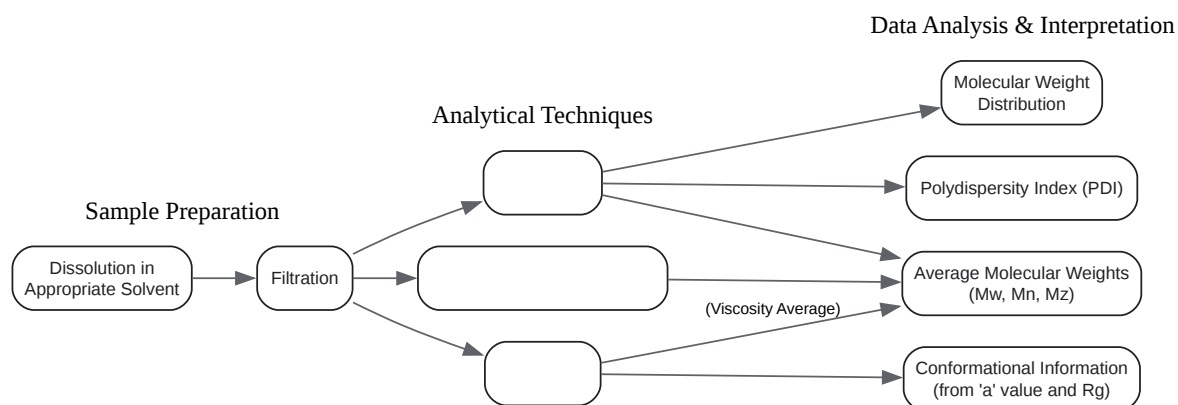 Data Analysis & Interpretation
Molecular Weight
Distribution
Analytical Techniques
Polydispersity Index (PDI)
Sample Preparation
Dissolution in
Appropriate Solvent
Filtration
Average Molecular Weights
(Mw, Mn, Mz)
(Viscosity Average)
Conformational Information
(from 'a' value and Rg)